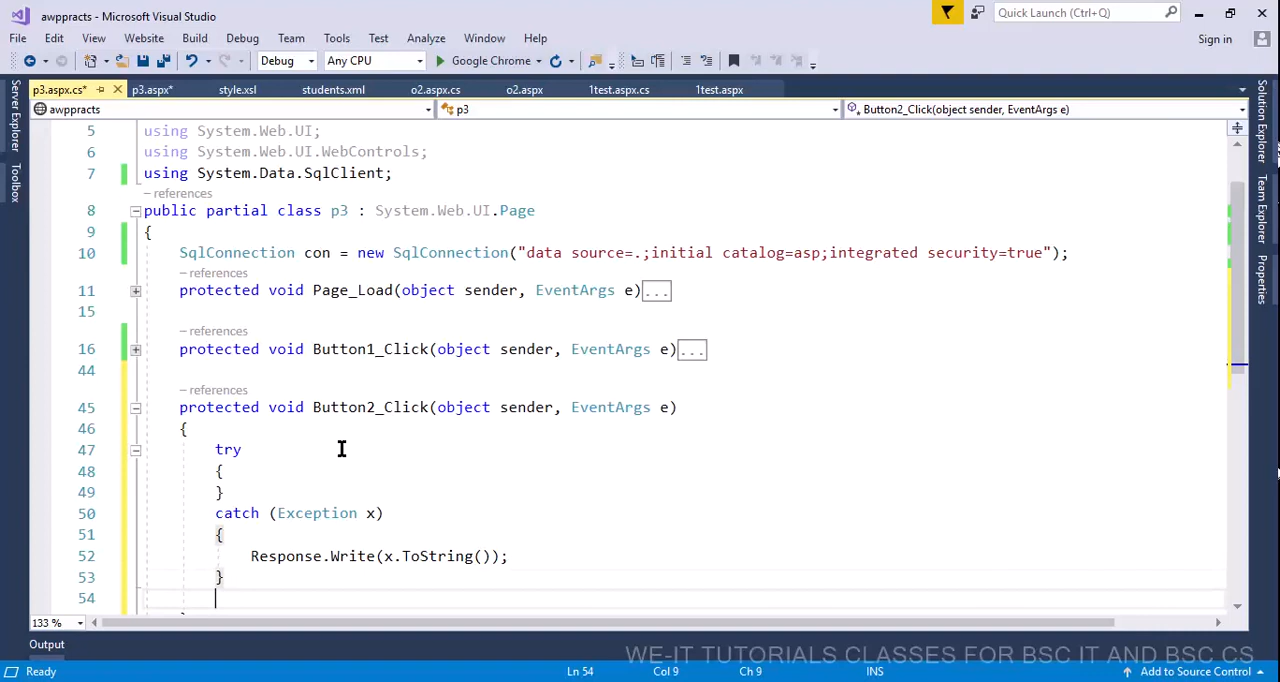 awppracts - Microsoft Visual Studio
Quick Launch (Ctrl+Q)
File Edit View Website Build Debug Team Tools Test Analyze Window Help
Sign in
Debug Any CPU Google Chrome
p3.aspx.cs* p3.aspx* style.xsl students.xml o2.aspx.cs o2.aspx 1test.aspx.cs 1test.aspx
awppracts p3 Button2_Click(object sender, EventArgs e)
Server Explorer
Toolbox
Solution Explorer
Team Explorer
Properties
5 using System.Web.UI;
6 using System.Web.UI.WebControls;
7 using System.Data.SqlClient;
– references
8 public partial class p3 : System.Web.UI.Page
9 {
10 SqlConnection con = new SqlConnection("data source=.;initial catalog=asp;integrated security=true");
– references
11 protected void Page_Load(object sender, EventArgs e)...
15
– references
16 protected void Button1_Click(object sender, EventArgs e)...
44
– references
45 protected void Button2_Click(object sender, EventArgs e)
46 {
47 try
48 {
49 }
50 catch (Exception x)
51 {
52 Response.Write(x.ToString());
53 }
54
133 %
Output
WE-IT TUTORIALS CLASSES FOR BSC IT AND BSC CS
Ready Ln 54 Col 9 Ch 9 INS Add to Source Control